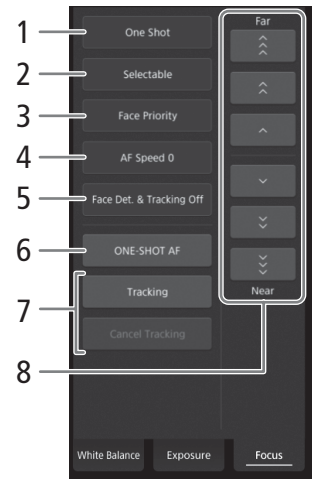 1 One Shot
2 Selectable
3 Face Priority
4 AF Speed 0
5 Face Det. & Tracking Off
6 ONE-SHOT AF
7 Tracking
Cancel Tracking
Far
Near
8
White Balance Exposure Focus